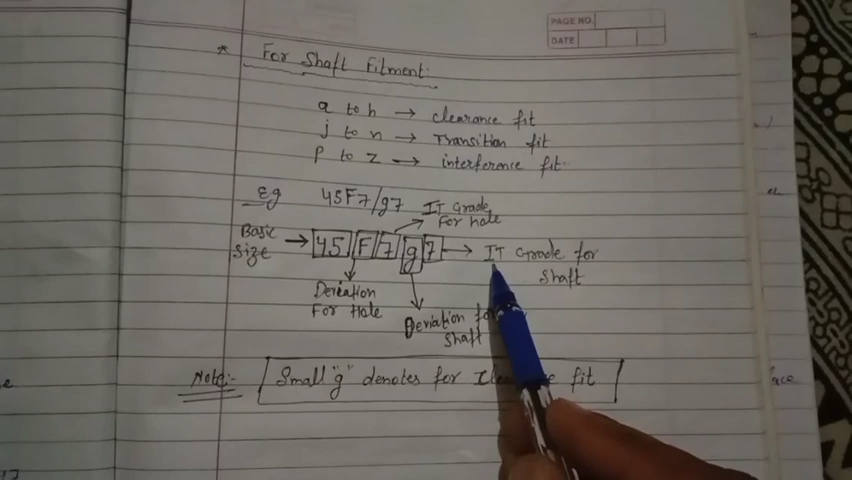 PAGE NO.
DATE
* For Shaft Fitment:
a to h → clearance fit
j to n → Transition fit
p to z → interference fit.
Eg 45F7/g7
IT Grade For hole
Basic Size → 45 F 7 g 7 → IT Grade for Shaft
Deviation For Hole
Deviation for Shaft
Note:- Small "g" denotes for fit